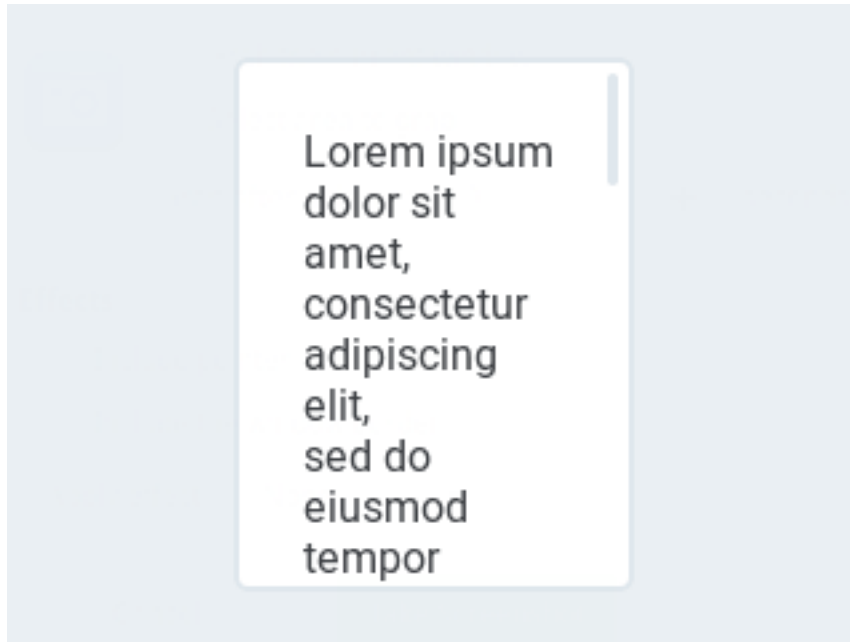 Lorem ipsum
dolor sit
amet,
consectetur
adipiscing
elit,
sed do
eiusmod
tempor